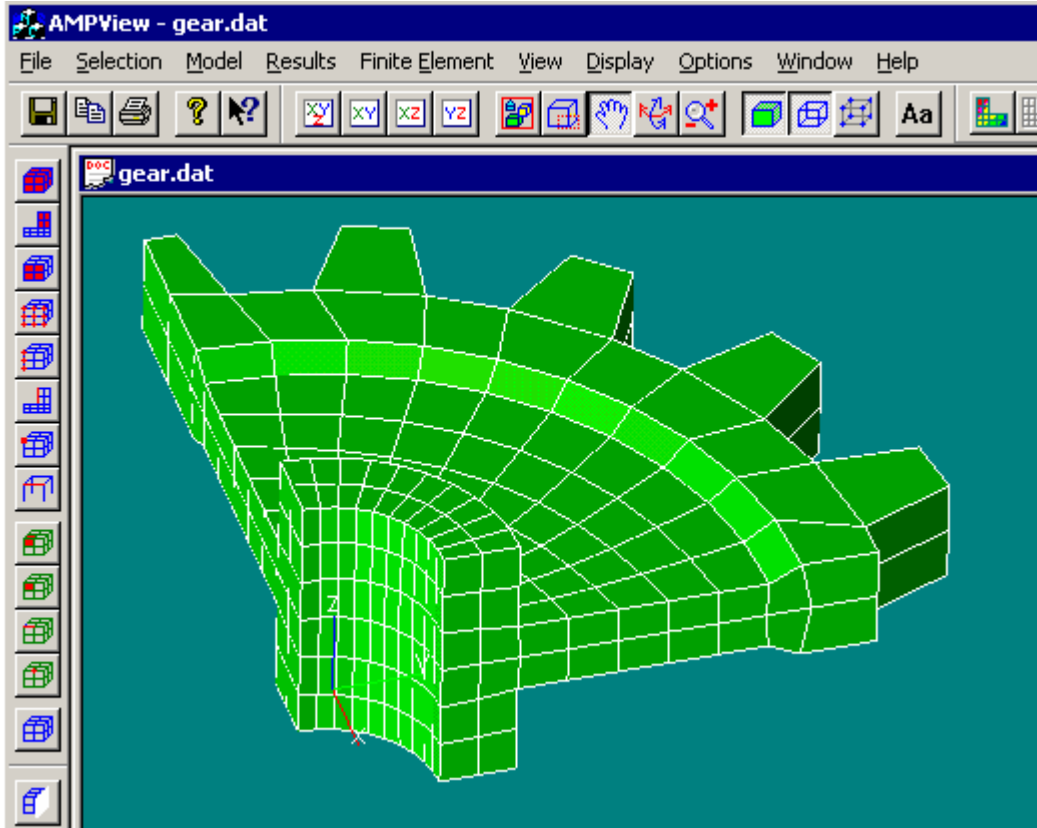 AMPView - gear.dat
File Selection Model Results Finite Element View Display Options Window Help
XY Z XY XZ YZ Aa
DOC gear.dat
Z
Y
X